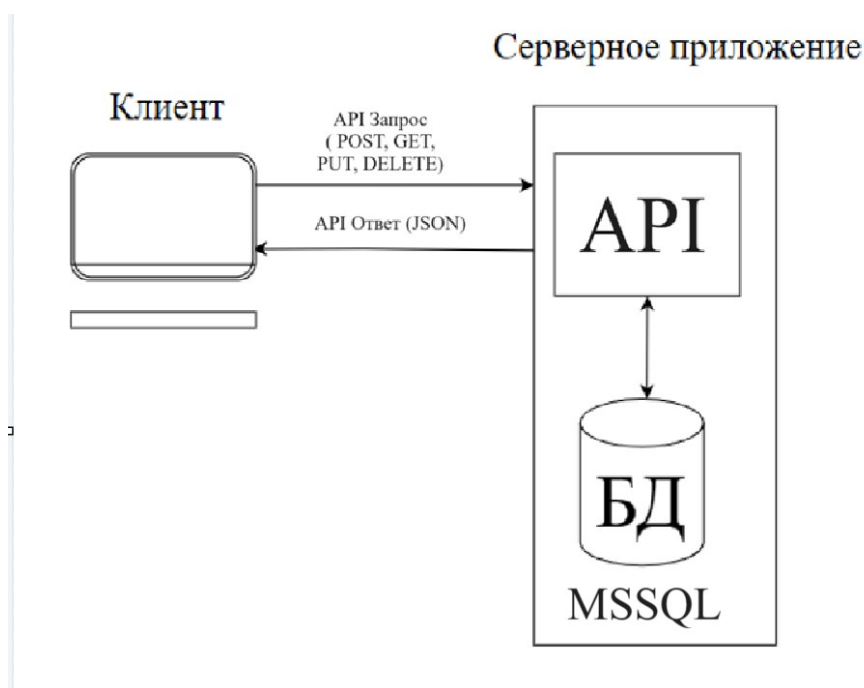 Серверное приложение
Клиент
API Запрос
( POST, GET,
PUT, DELETE)
API Ответ (JSON)
API
БД
MSSQL